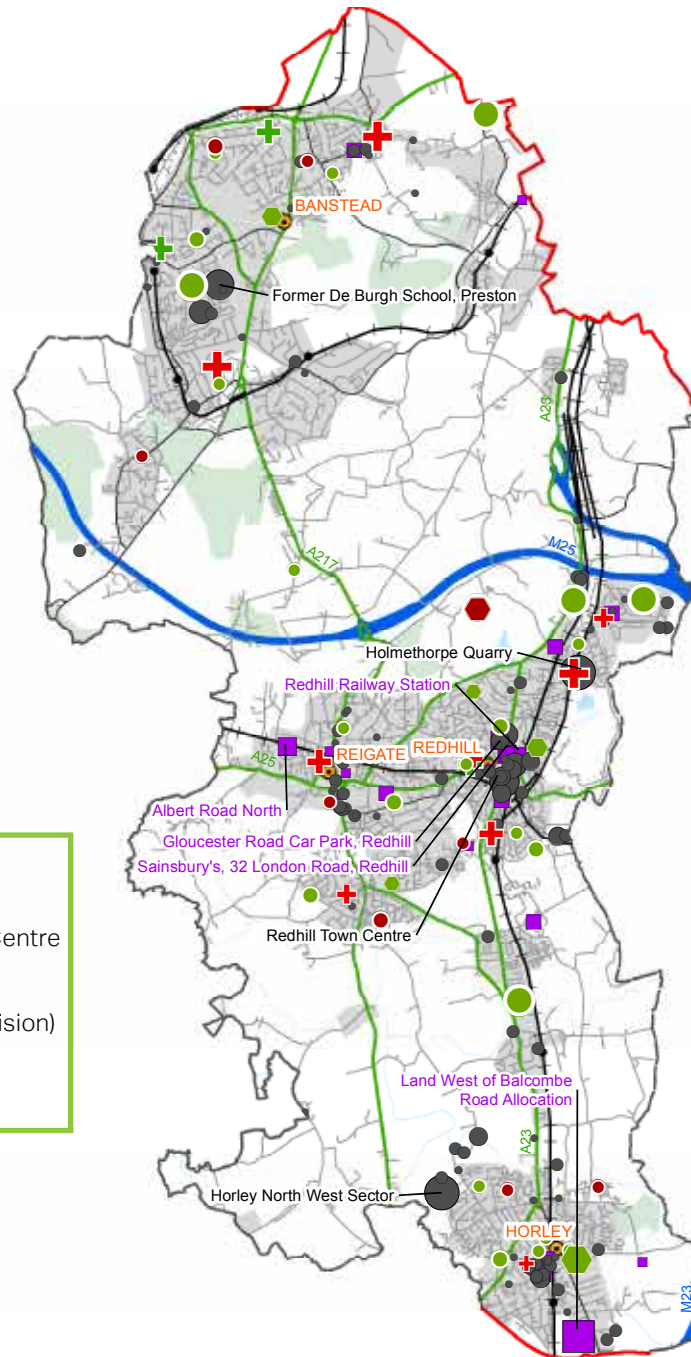 BANSTEAD
Former De Burgh School, Preston
A23
M25
A217
Holmethorpe Quarry
Redhill Railway Station
REIGATE
REDHILL
A25
Albert Road North
Gloucester Road Car Park, Redhill
Sainsbury's, 32 London Road, Redhill
Centre
Redhill Town Centre
ision)
Land West of Balcombe
Road Allocation
A23
Horley North West Sector
HORLEY
M23